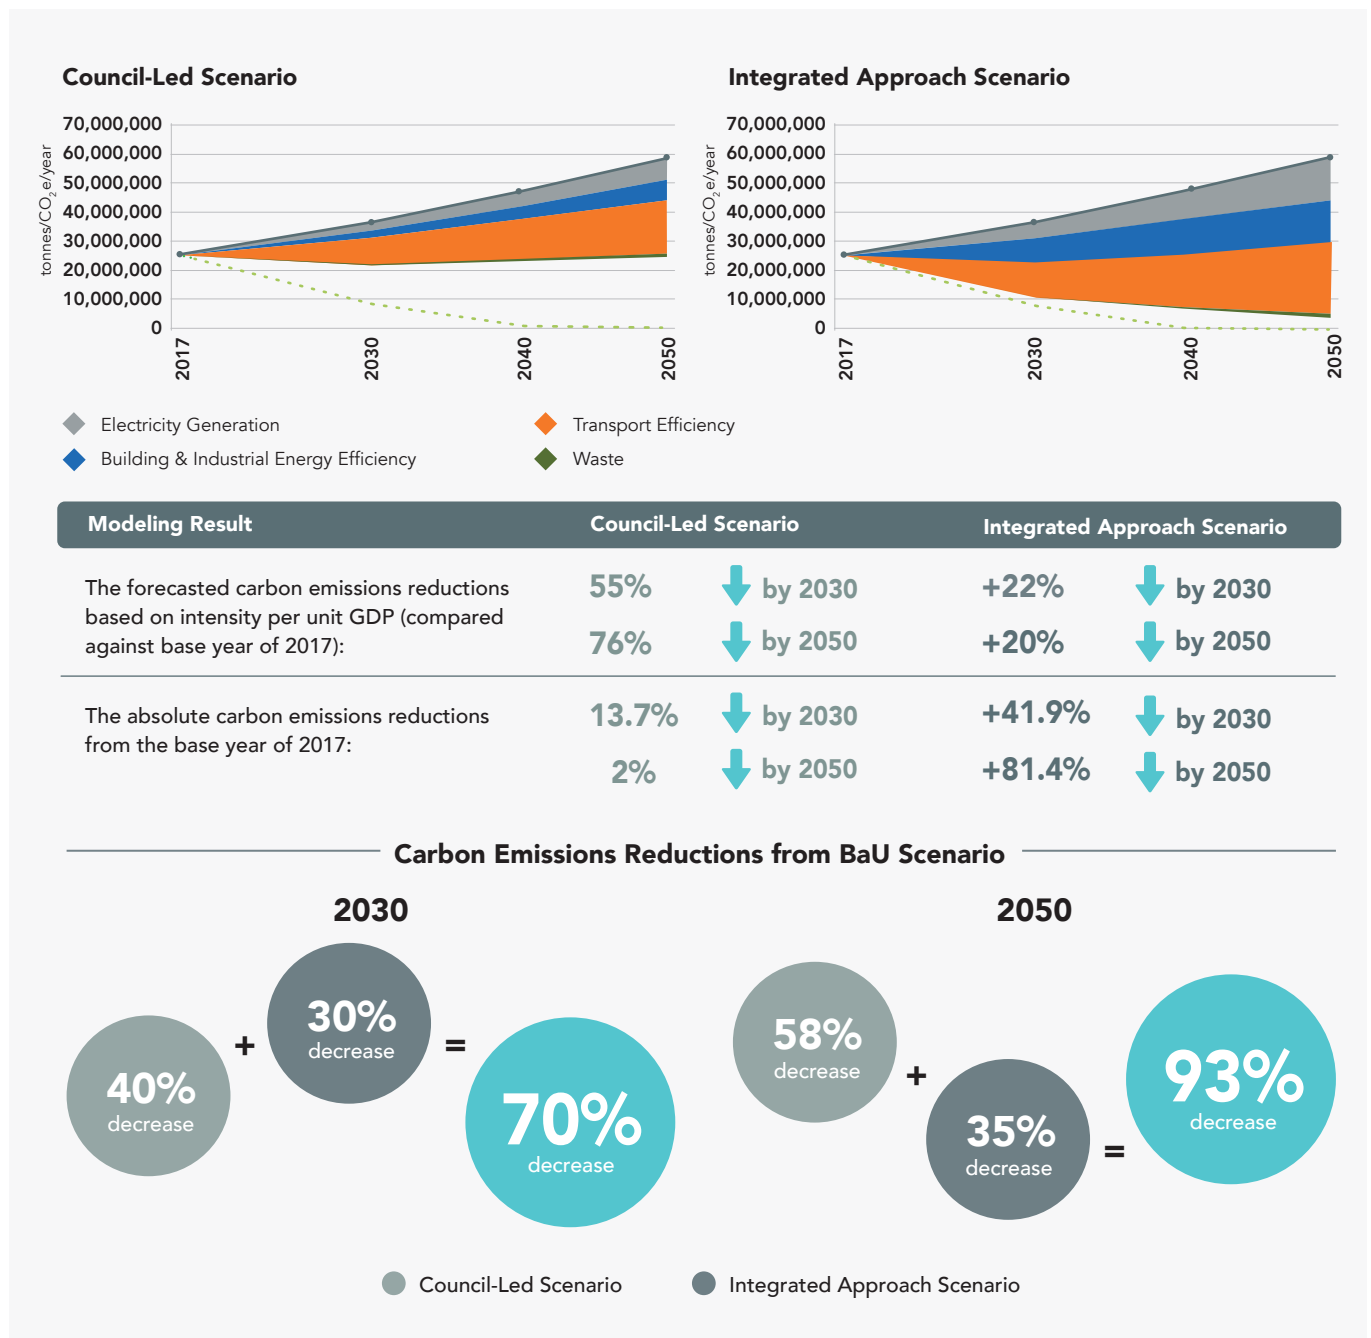 Council-Led Scenario
70,000,000
60,000,000
50,000,000
40,000,000
30,000,000
20,000,000
10,000,000
0
tonnes/CO2 e/year
2017
2030
2040
2050
Integrated Approach Scenario
70,000,000
60,000,000
50,000,000
40,000,000
30,000,000
20,000,000
10,000,000
0
tonnes/CO2 e/year
2017
2030
2040
2050
Electricity Generation
Transport Efficiency
Building & Industrial Energy Efficiency
Waste
Modeling Result Council-Led Scenario Integrated Approach Scenario
The forecasted carbon emissions reductions
based on intensity per unit GDP (compared
against base year of 2017):
55% by 2030
76% by 2050
+22% by 2030
+20% by 2050
The absolute carbon emissions reductions
from the base year of 2017:
13.7% by 2030
2% by 2050
+41.9% by 2030
+81.4% by 2050
Carbon Emissions Reductions from BaU Scenario
2030
40%
decrease
+
30%
decrease
=
70%
decrease
2050
58%
decrease
+
35%
decrease
=
93%
decrease
Council-Led Scenario
Integrated Approach Scenario